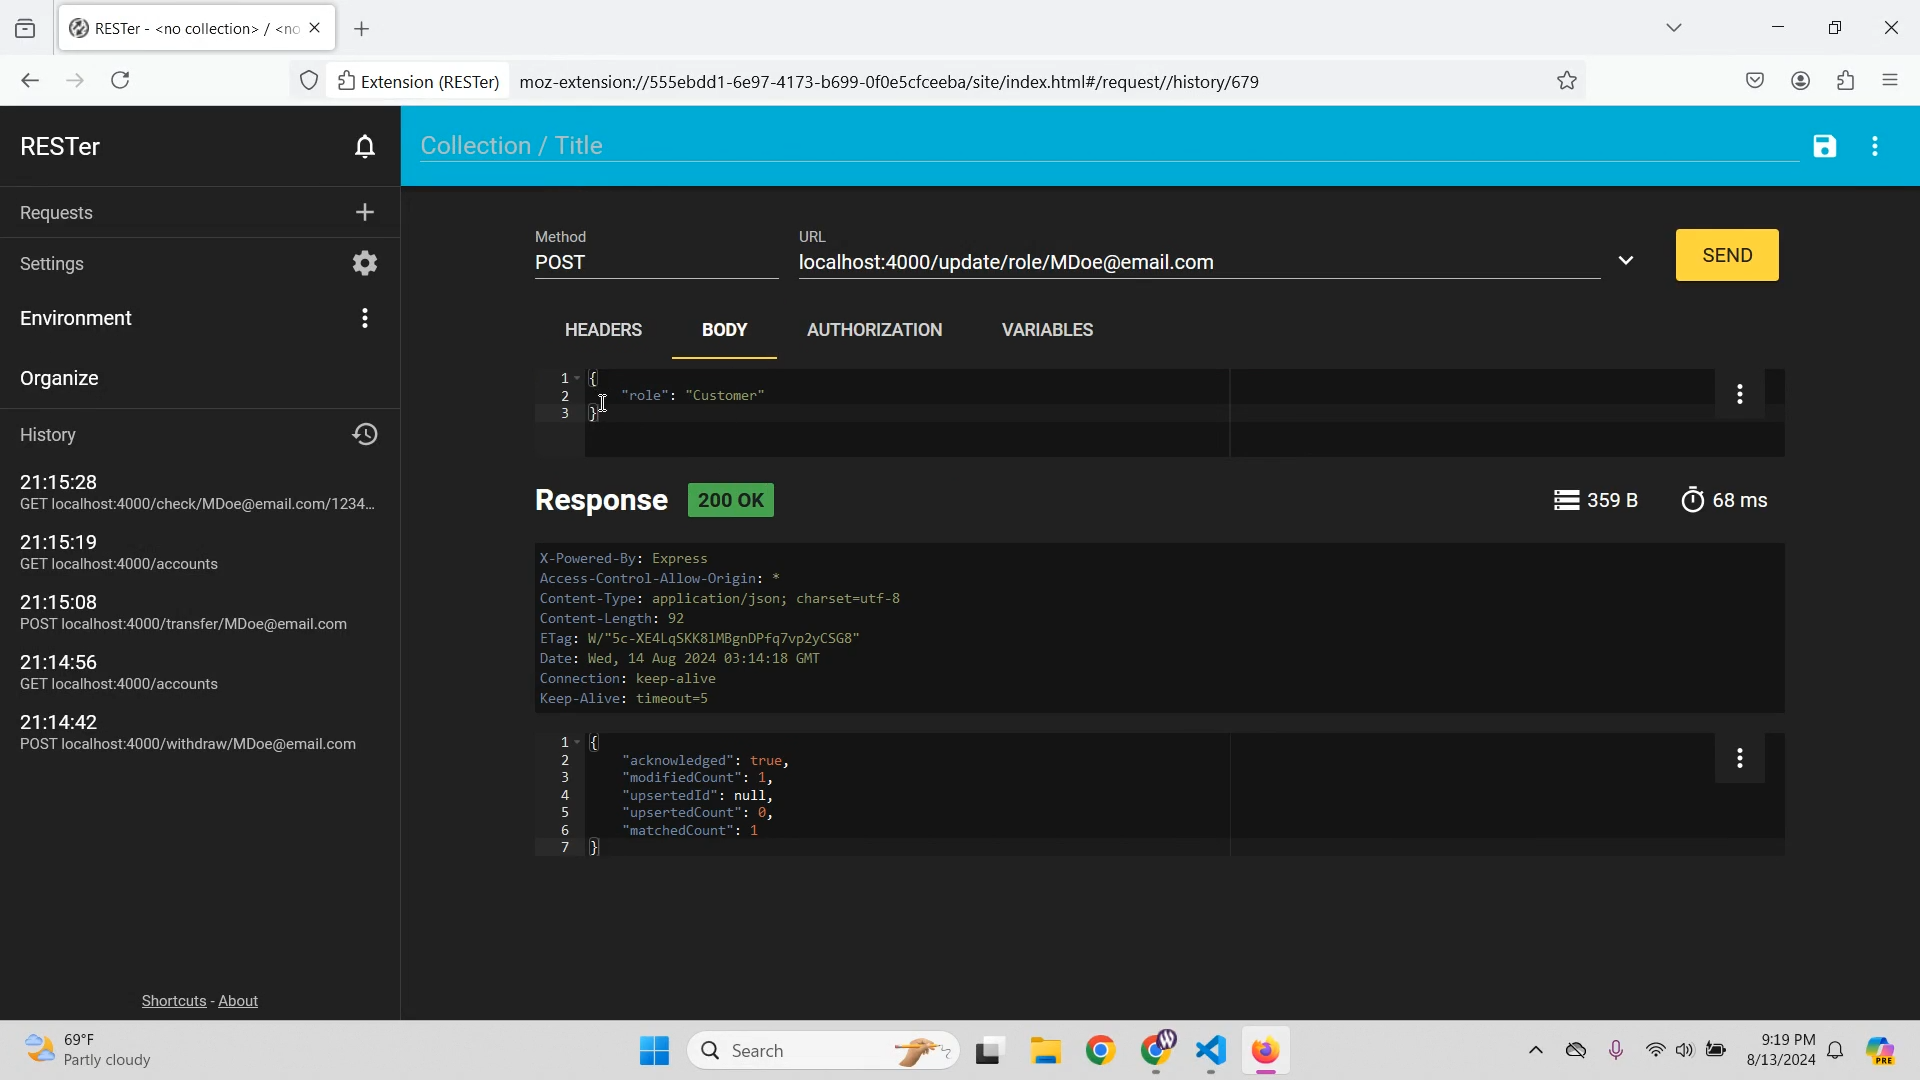 RESTer - <no collection> / <no
Extension (RESTer)
moz-extension://555ebdd1-6e97-4173-b699-0f0e5cfceeba/site/index.html#/request//history/679
RESTer
Requests
Settings
Environment
Organize
History
21:15:28
GET localhost:4000/check/MDoe@email.com/1234...
21:15:19
GET localhost:4000/accounts
21:15:08
POST localhost:4000/transfer/MDoe@email.com
21:14:56
GET localhost:4000/accounts
21:14:42
POST localhost:4000/withdraw/MDoe@email.com
Shortcuts - About
Collection / Title
Method
POST
URL
localhost:4000/update/role/MDoe@email.com
SEND
HEADERS BODY AUTHORIZATION VARIABLES
1 {
2 "role": "Customer"
3 }
Response 200 OK 359 B 68 ms
X-Powered-By: Express
Access-Control-Allow-Origin: *
Content-Type: application/json; charset=utf-8
Content-Length: 92
ETag: W/"5c-XE4LqSKK8lMBgnDPfq7vp2yCSG8"
Date: Wed, 14 Aug 2024 03:14:18 GMT
Connection: keep-alive
Keep-Alive: timeout=5
1 {
2 "acknowledged": true,
3 "modifiedCount": 1,
4 "upsertedId": null,
5 "upsertedCount": 0,
6 "matchedCount": 1
7 }
69°F
Partly cloudy
Search
W
9:19 PM
8/13/2024
PRE